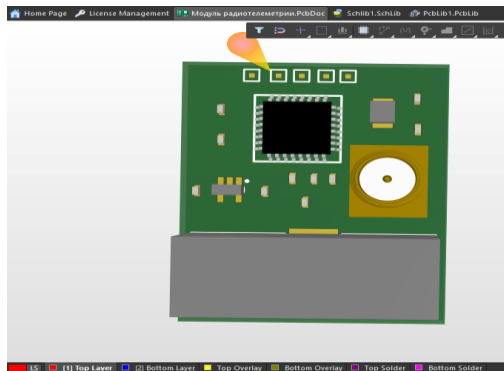 Home Page License Management Модуль радиотелеметрии.PcbDoc Schlib1.SchLib PcbLib1.PcbLib
LS [1] Top Layer [2] Bottom Layer Top Overlay Bottom Overlay Top Solder Bottom Solder